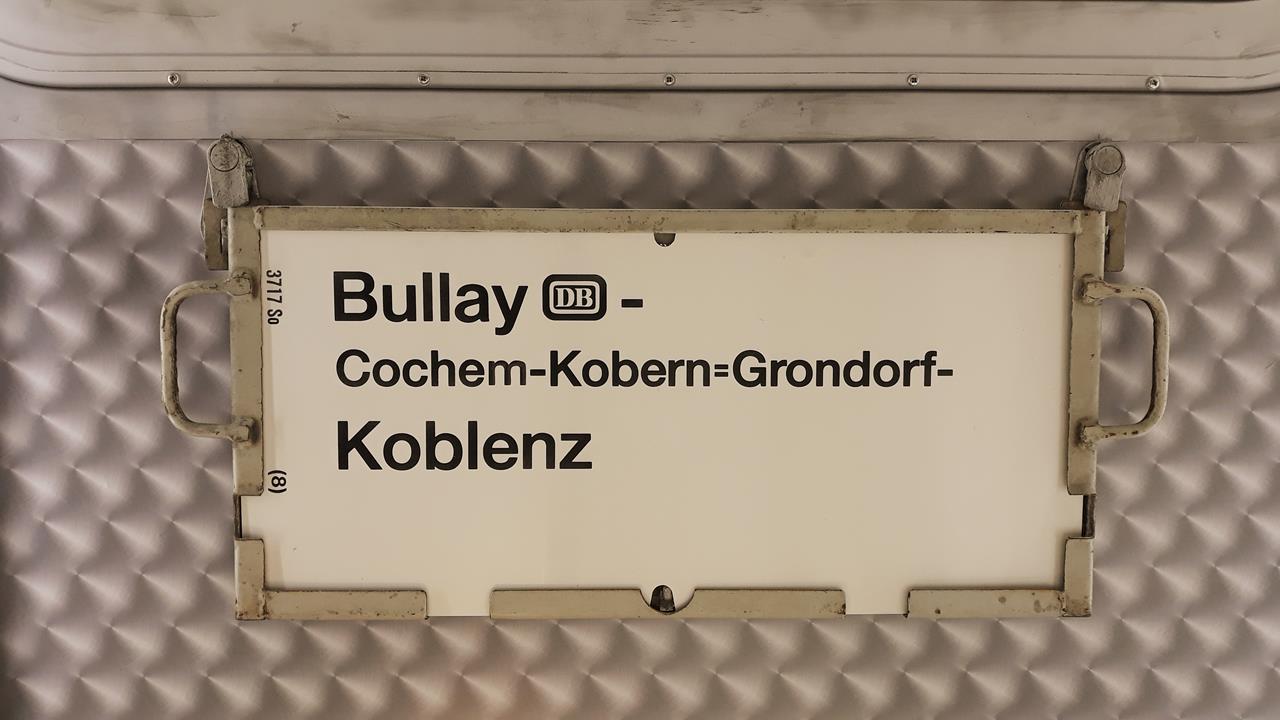 Bullay DB -
Cochem-Kobern=Grondorf-
Koblenz
3717 So
(8)